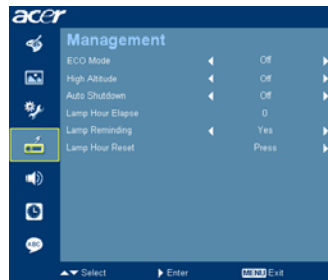 acer
Management
ECO Mode Off
High Altitude Off
Auto Shutdown Off
Lamp Hour Elapse 0
Lamp Reminding Yes
Lamp Hour Reset Press
ABC
Select Enter MENU Exit